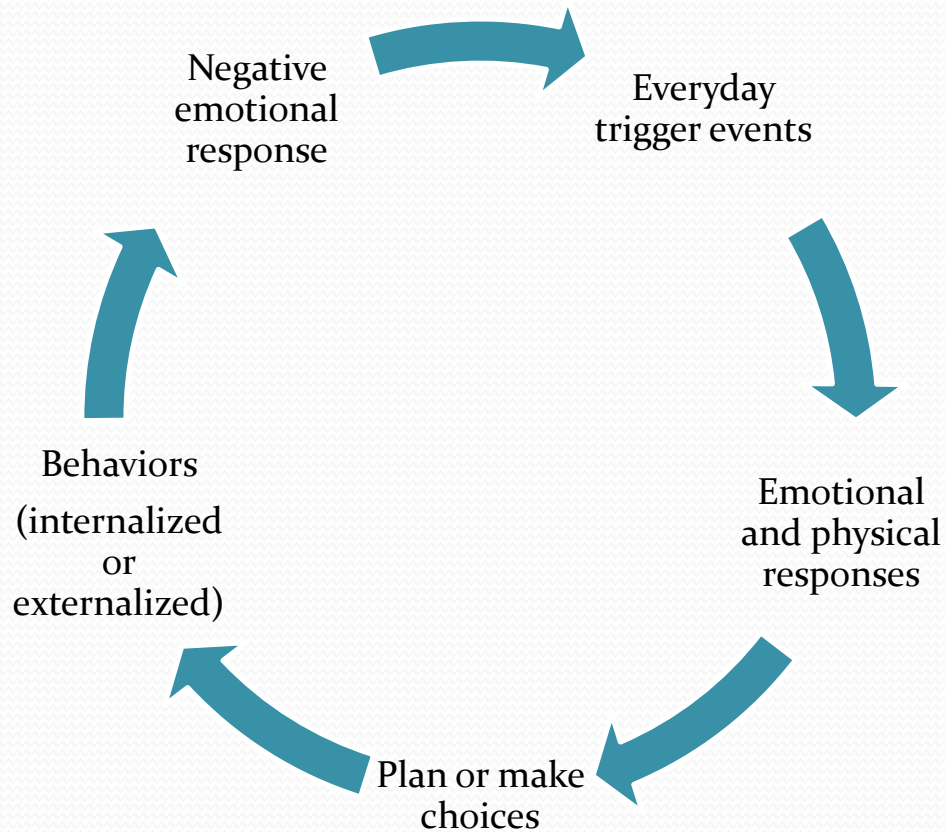 Negative
emotional
response
Everyday
trigger events
Emotional
and physical
responses
Plan or make
choices
Behaviors
(internalized
or
externalized)